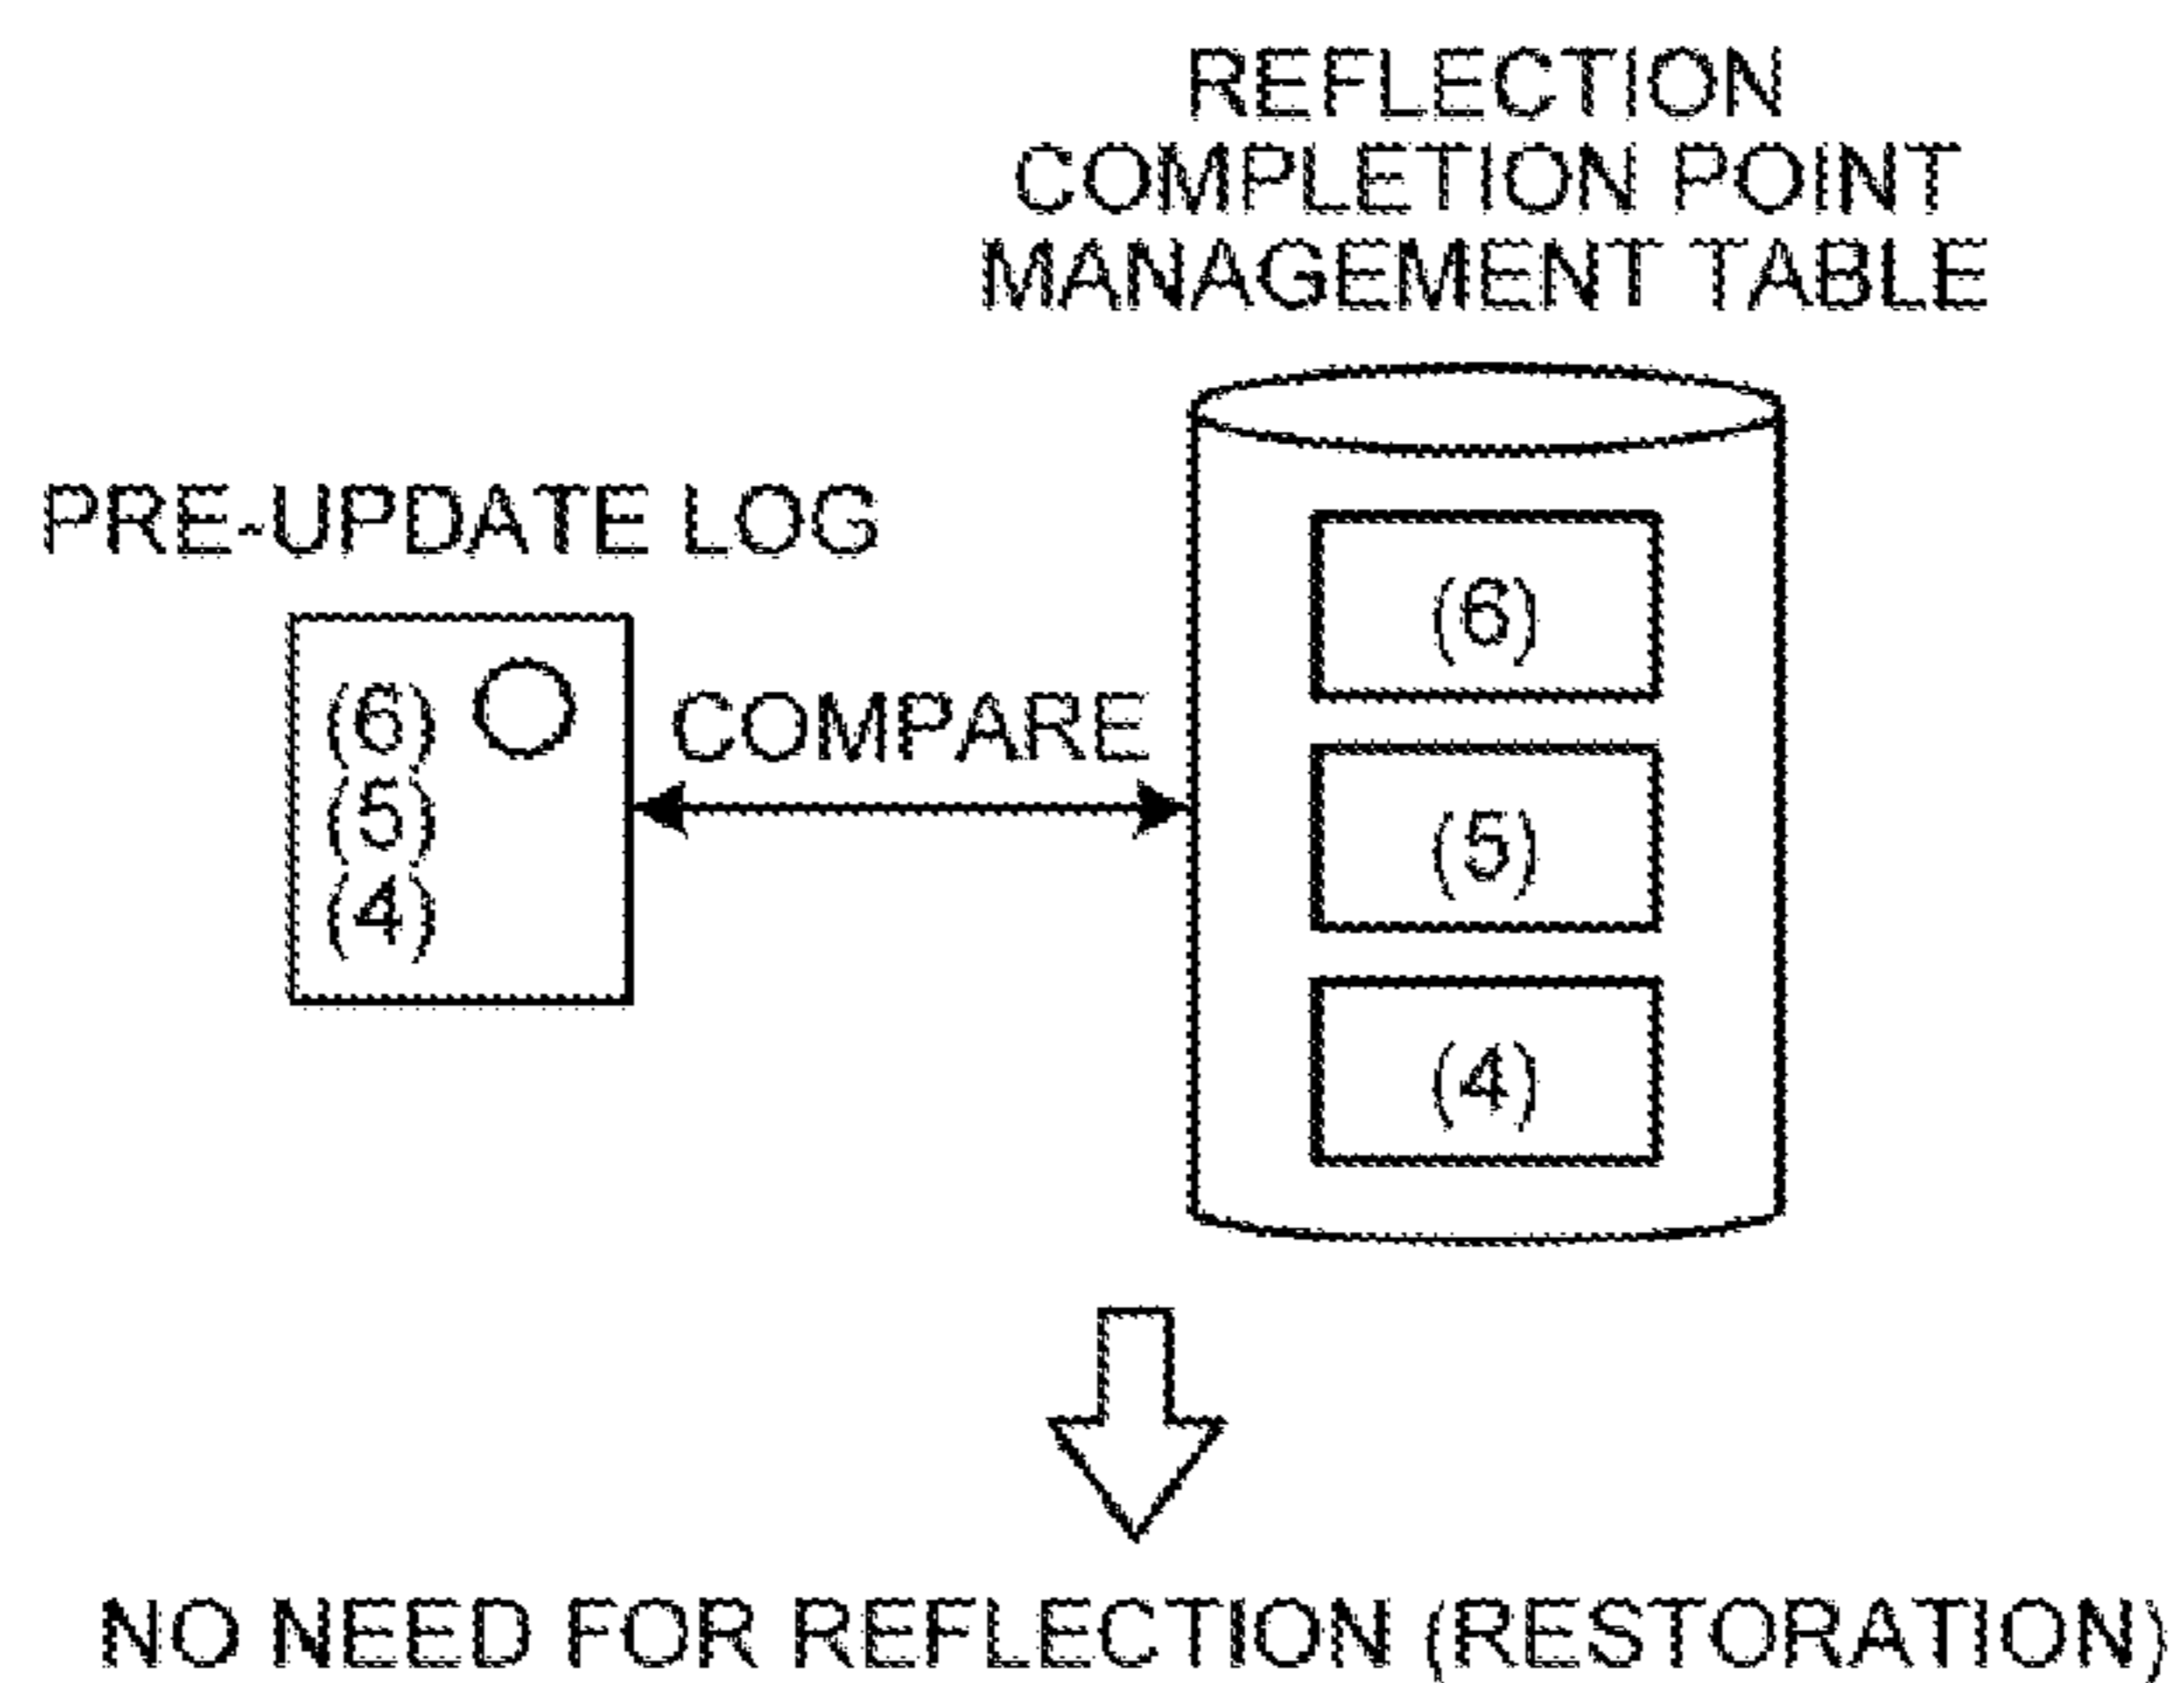 REFLECTION
COMPLETION POINT
MANAGEMENT TABLE
PRE-UPDATE LOG
(6)
(5)
(4)
COMPARE
(6)
(5)
(4)
NO NEED FOR REFLECTION (RESTORATION)